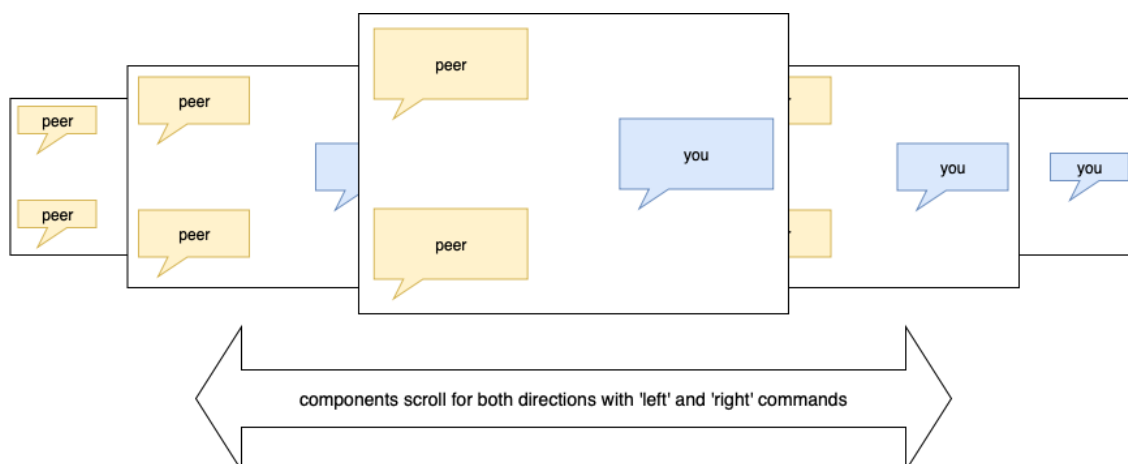 peer
peer
peer
peer
peer
peer
you
you
you
components scroll for both directions with 'left' and 'right' commands